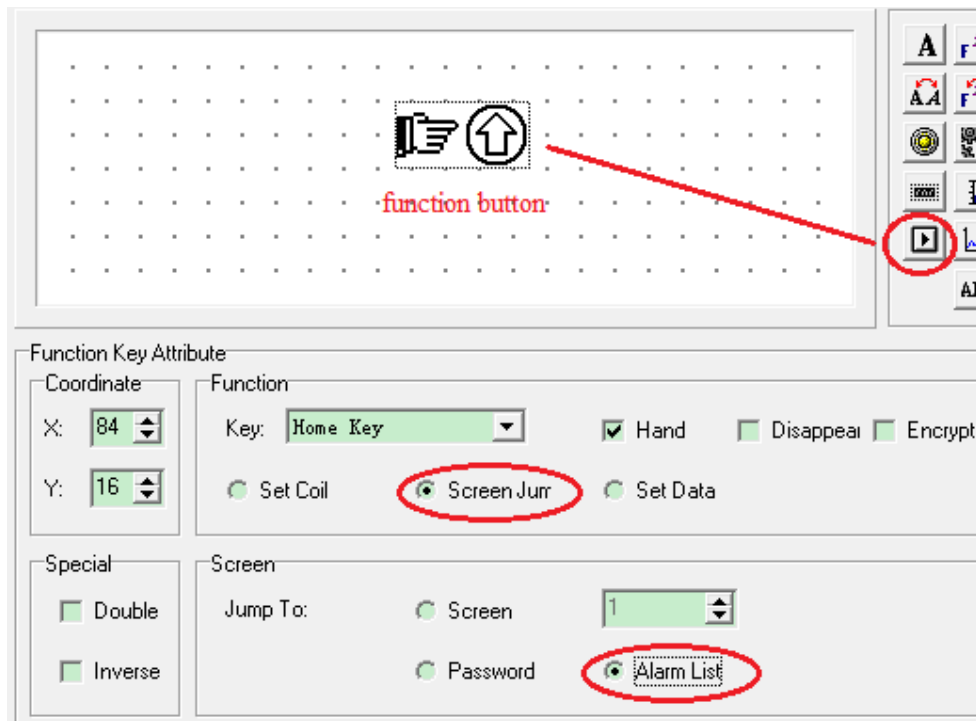 A
function button
Function Key Attribute
Coordinate
Function
X: 84
Key: Home Key
Hand
Disappear
Encrypt
Y: 16
Set Coil
Screen Jum
Set Data
Special
Screen
Double
Jump To:
Screen
1
Inverse
Password
Alarm List